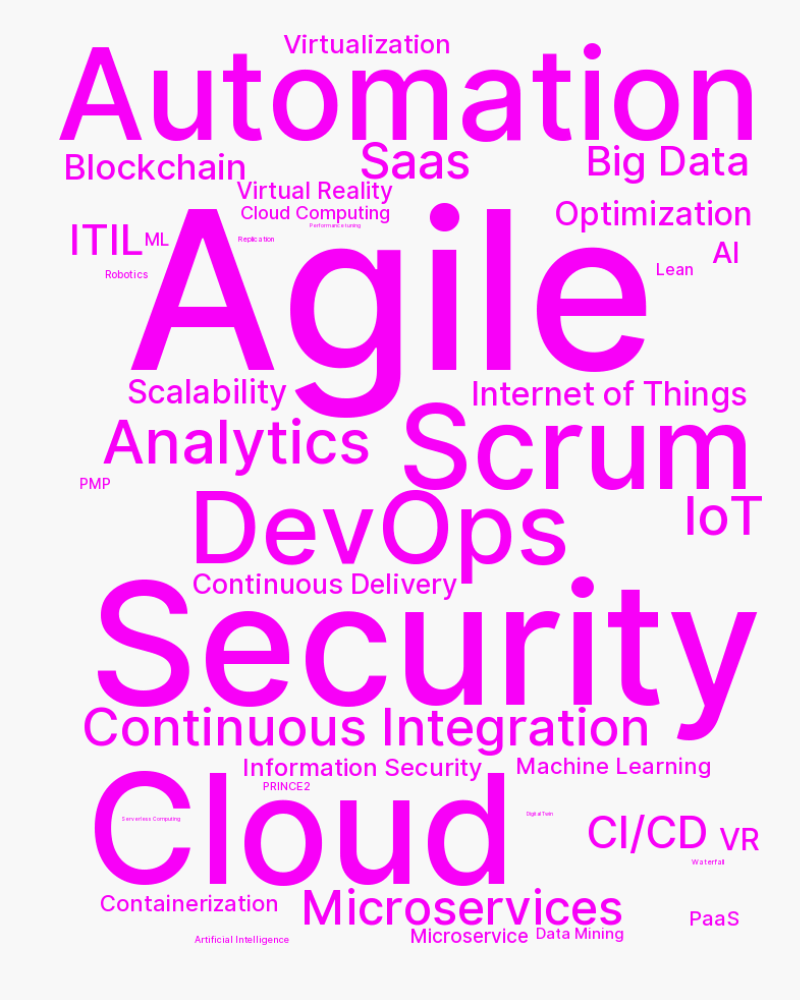 Virtualization
Automation
Blockchain
Saas
Big Data
Virtual Reality
Cloud Computing
Optimization
Performance tuning
ITIL
ML
Replication
Agile
AI
Lean
Robotics
Scalability
Internet of Things
Analytics
Scrum
PMP
DevOps
IoT
Continuous Delivery
Security
Continuous Integration
Information Security
Machine Learning
PRINCE2
Cloud
Serverless Computing
Digital Twin
CI/CD
VR
Waterfall
Containerization
Microservices
PaaS
Artificial Intelligence
Microservice
Data Mining